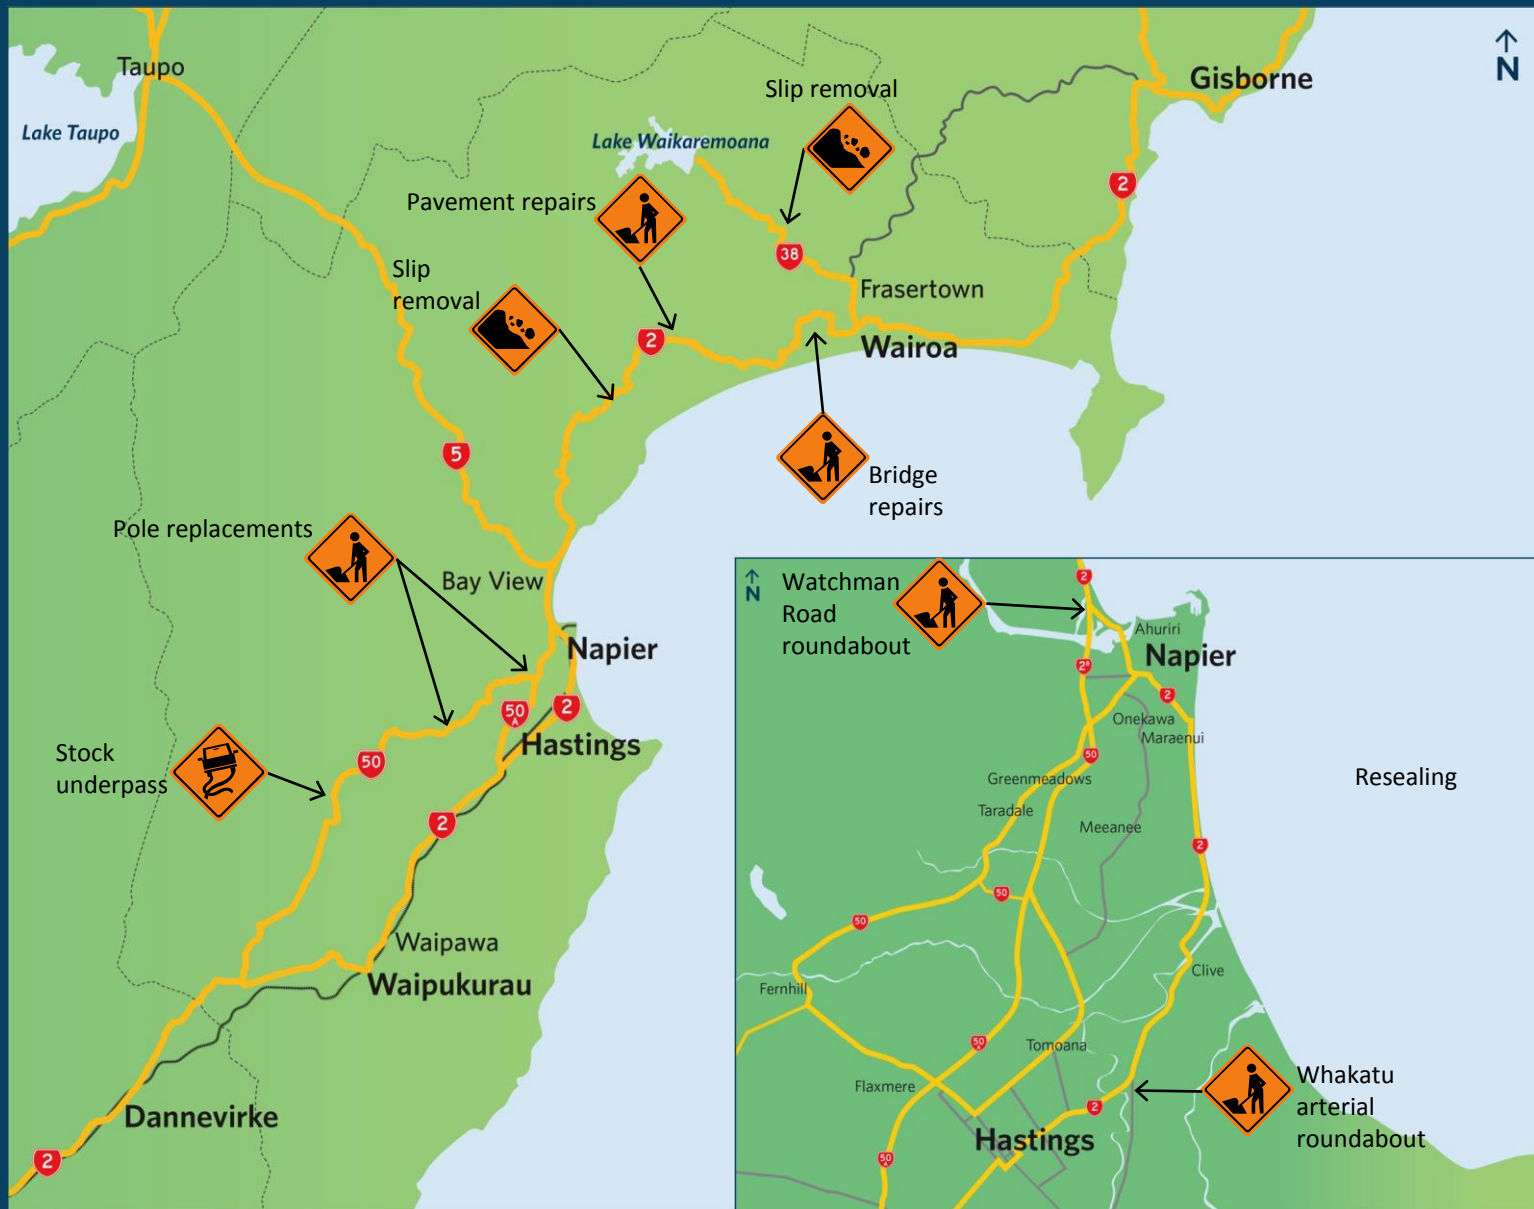 Taupo
Lake Taupo
Slip removal
Lake Waikaremoana
Gisborne
N
2
Pavement repairs
38
Slip
removal
Frasertown
2
Wairoa
5
Bridge
repairs
Pole replacements
Bay View
Napier
50
A
2
Hastings
Stock
underpass
50
2
Waipawa
Waipukurau
Dannevirke
2
N
Watchman
Road
roundabout
2
Ahuriri
Napier
2B
2
Onekawa
Maraenui
50
Greenmeadows
Taradale
Resealing
Meeanee
2
50
50
Clive
Fernhill
50
A
Tomoana
Flaxmere
Whakatu
arterial
roundabout
2
Hastings
50
A